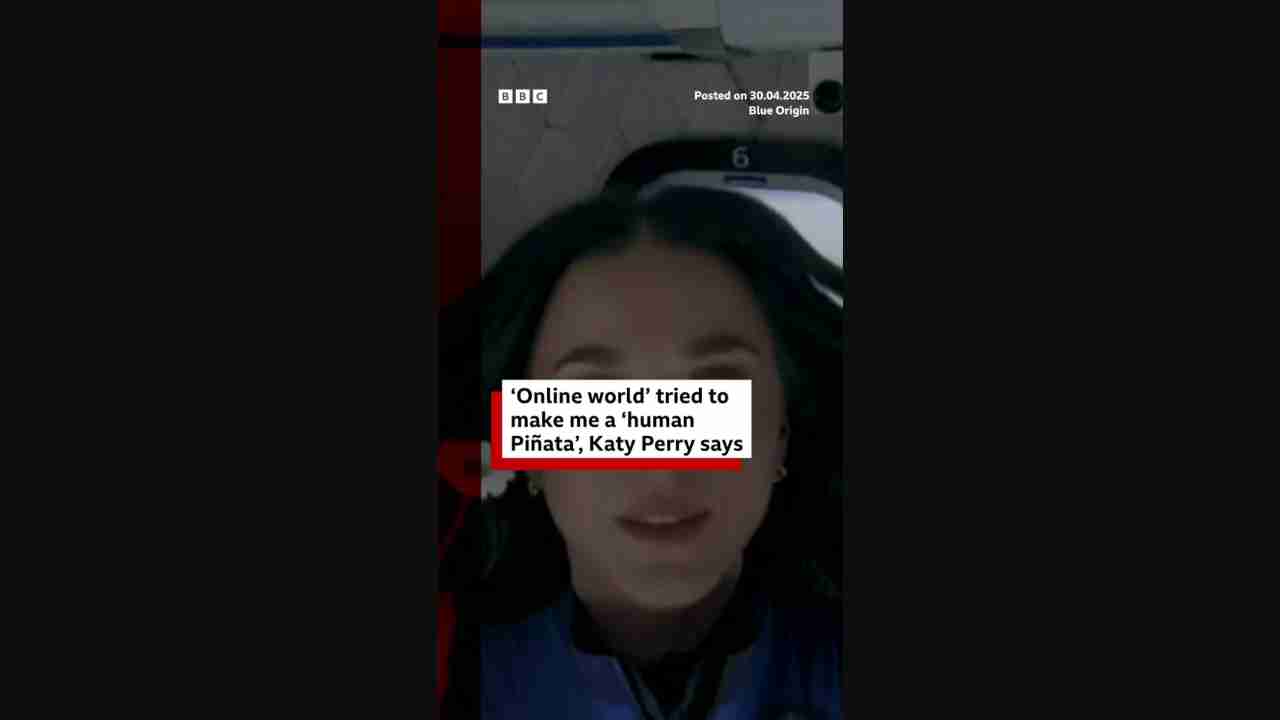 BBC
Posted on 30.04.2025
Blue Origin
6
‘Online world’ tried to
make me a ‘human
Piñata’, Katy Perry says